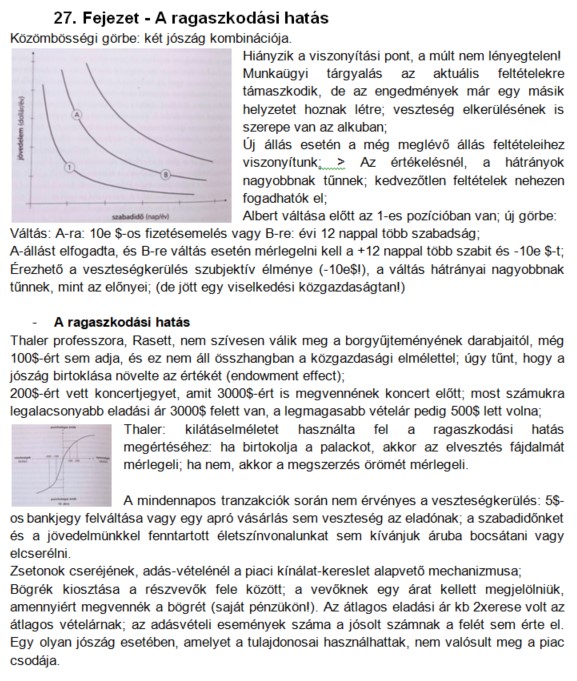 27. Fejezet - A ragaszkodási hatás
Közömbösségi görbe: két jószág kombinációja.
jövedelem (dollár/év)
A
1
B
szabadidő (nap/év)
Hiányzik a viszonyítási pont, a múlt nem lényegtelen!
Munkaügyi tárgyalás az aktuális feltételekre
támaszkodik, de az engedmények már egy másik
helyzetet hoznak létre; veszteség elkerülésének is
szerepe van az alkuban;
Új állás esetén a még meglévő állás feltételeihez
viszonyítunk; > Az értékelésnél, a hátrányok
nagyobbnak tűnnek; kedvezőtlen feltételek nehezen
fogadhatók el;
Albert váltása előtt az 1-es pozícióban van; új görbe:
Váltás: A-ra: 10e $-os fizetésemelés vagy B-re: évi 12 nappal több szabadság;
A-állást elfogadta, és B-re váltás esetén mérlegelni kell a +12 nappal több szabit és -10e $-t;
Érezhető a veszteségkerülés szubjektív élménye (-10e$!), a váltás hátrányai nagyobbnak
tűnnek, mint az előnyei; (de jött egy viselkedési közgazdaságtan!)
- A ragaszkodási hatás
Thaler professzora, Rasett, nem szívesen válik meg a borgyűjteményének darabjaitól, még
100$-ért sem adja, és ez nem áll összhangban a közgazdasági elmélettel; úgy tűnt, hogy a
jószág birtoklása növelte az értékét (endowment effect);
200$-ért vett koncertjegyet, amit 3000$-ért is megvennének koncert előtt; most számukra
legalacsonyabb eladási ár 3000$ felett van, a legmagasabb vételár pedig 500$ lett volna;
Thaler: kilátáselméletet használta fel a ragaszkodási hatás
megértéséhez: ha birtokolja a palackot, akkor az elvesztés fájdalmát
mérlegeli; ha nem, akkor a megszerzés örömét mérlegeli.
A mindennapos tranzakciók során nem érvényes a veszteségkerülés: 5$-
os bankjegy felváltása vagy egy apró vásárlás sem veszteség az eladónak; a szabadidőnket
és a jövedelmünkkel fenntartott életszínvonalunkat sem kívánjuk áruba bocsátani vagy
elcserélni.
Zsetonok cseréjének, adás-vételénél a piaci kínálat-kereslet alapvető mechanizmusa;
Bögrék kiosztása a részvevők fele között; a vevőknek egy árat kellett megjelölniük,
amennyiért megvennék a bögrét (saját pénzükön!). Az átlagos eladási ár kb 2xerese volt az
átlagos vételárnak; az adásvételi események száma a jósolt számnak a felét sem érte el.
Egy olyan jószág esetében, amelyet a tulajdonosai használhattak, nem valósult meg a piac
csodája.